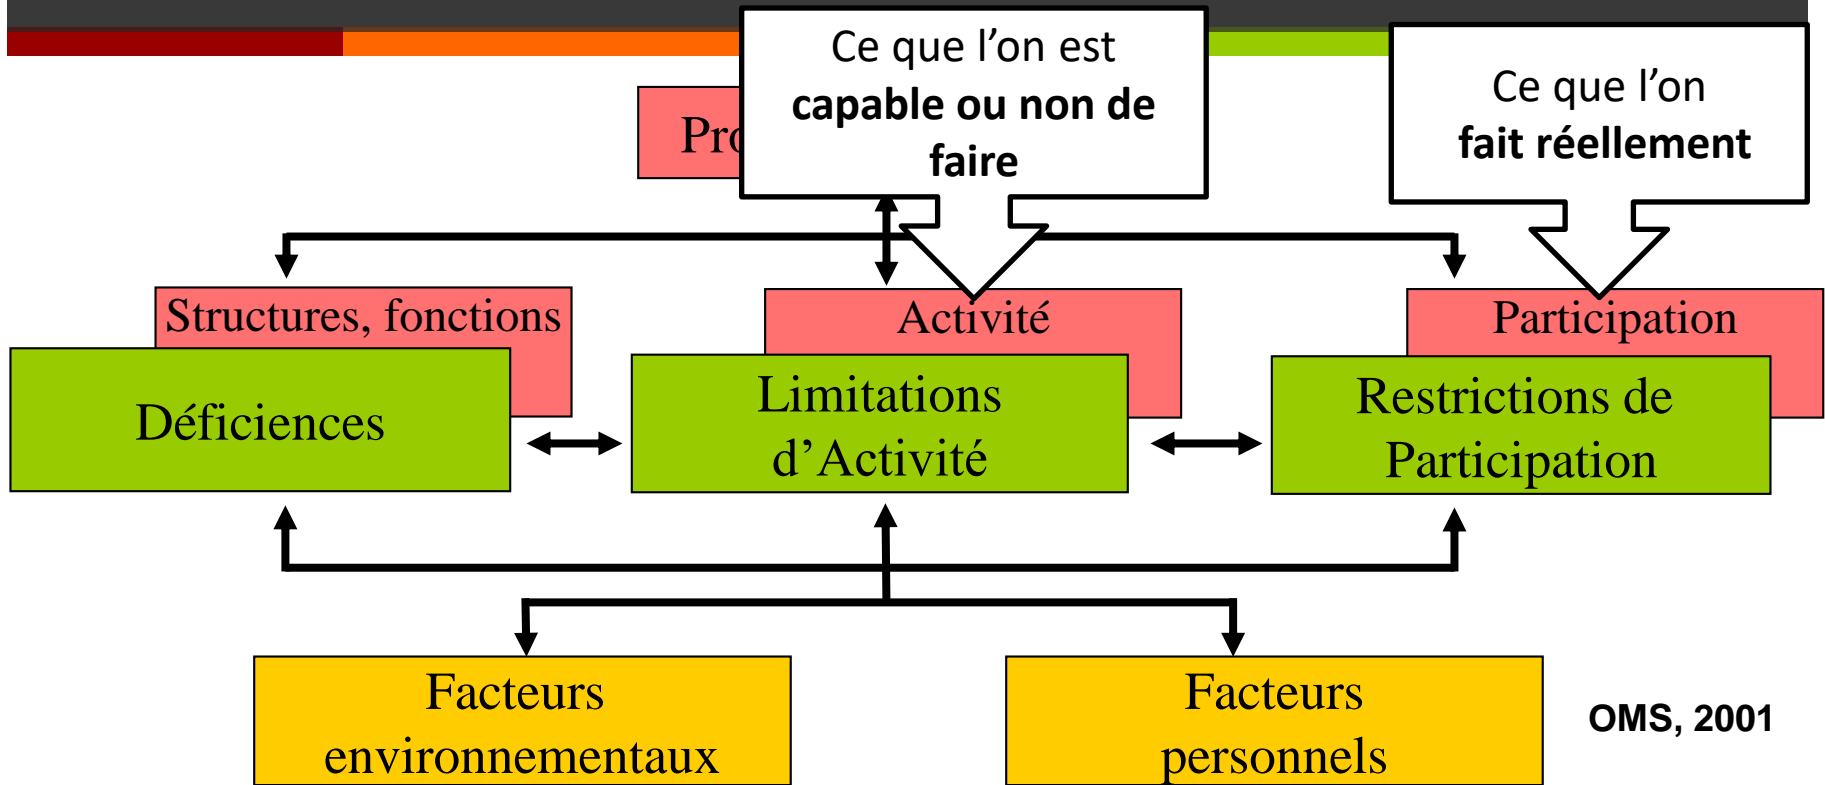 Ce que l’on est
capable ou non de
faire
Ce que l’on
fait réellement
Structures, fonctions
Activité
Participation
Déficiences
Limitations
d’Activité
Restrictions de
Participation
Facteurs
environnementaux
Facteurs
personnels
OMS, 2001